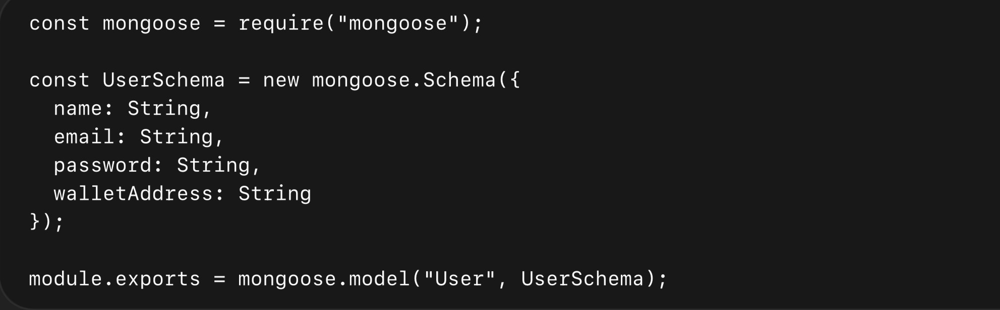 const mongoose = require("mongoose");

const UserSchema = new mongoose.Schema({
  name: String,
  email: String,
  password: String,
  walletAddress: String
});

module.exports = mongoose.model("User", UserSchema);